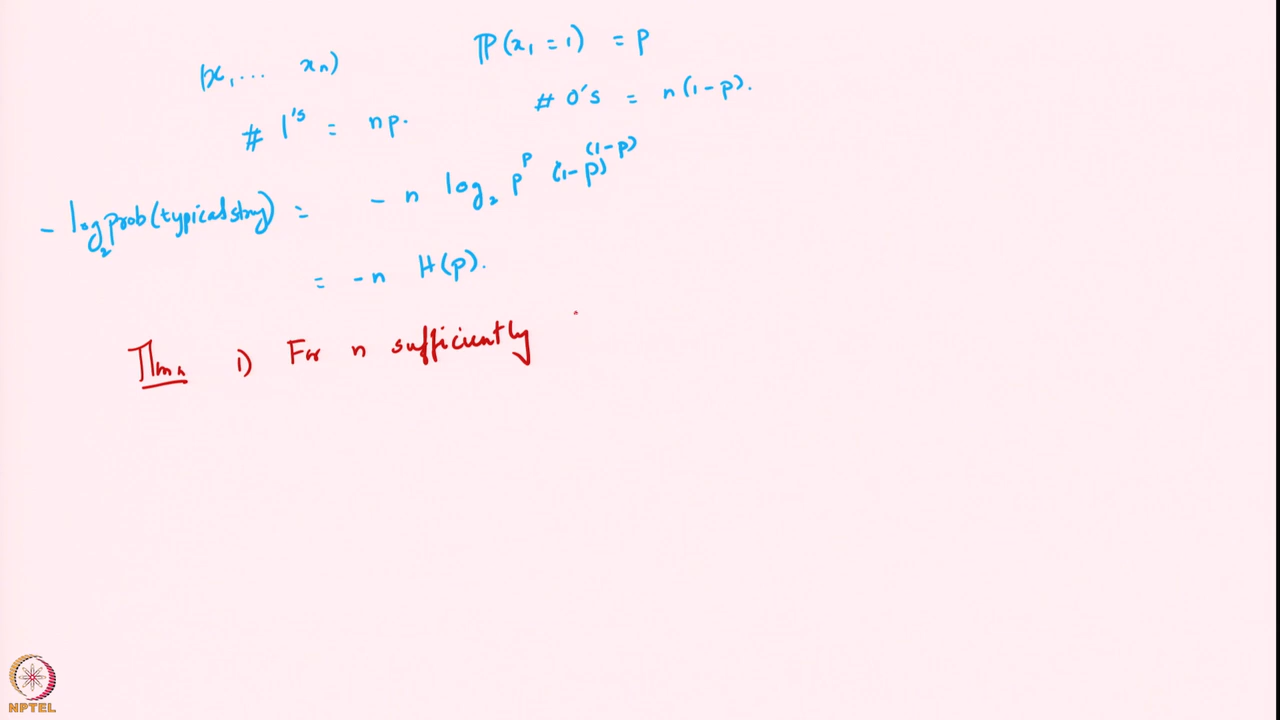 (x₁,... xₙ)
ℙ(x₁ = 1) = p
# 1's = np.
# 0's = n(1-p).
- log₂ prob(typical string) = - n log₂ p^p (1-p)^(1-p)
= -n H(p).
Thm. 1) For n sufficiently
NPTEL